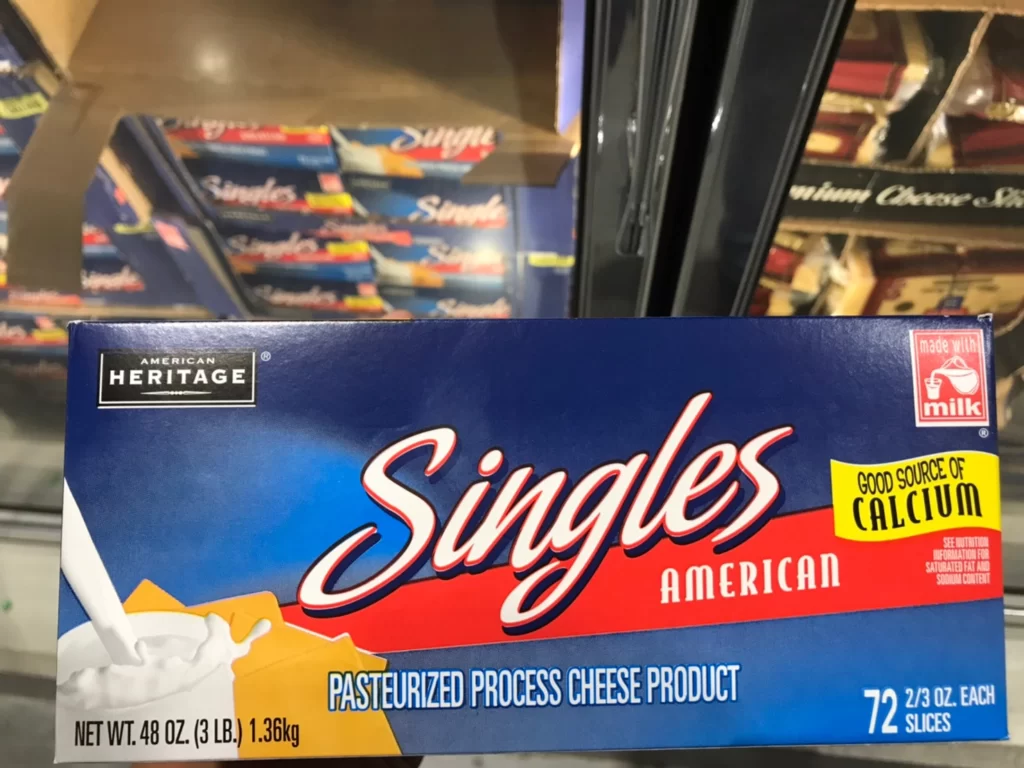 Singles
Singles
Singles
Singles
Singles
Cheese
AMERICAN
HERITAGE
®
made with
milk
®
Singles
AMERICAN
GOOD SOURCE OF
CALCIUM
SEE NUTRITION
INFORMATION FOR
SATURATED FAT AND
SODIUM CONTENT
PASTEURIZED PROCESS CHEESE PRODUCT
NET WT. 48 OZ. (3 LB.) 1.36kg
72 2/3 OZ. EACH
SLICES